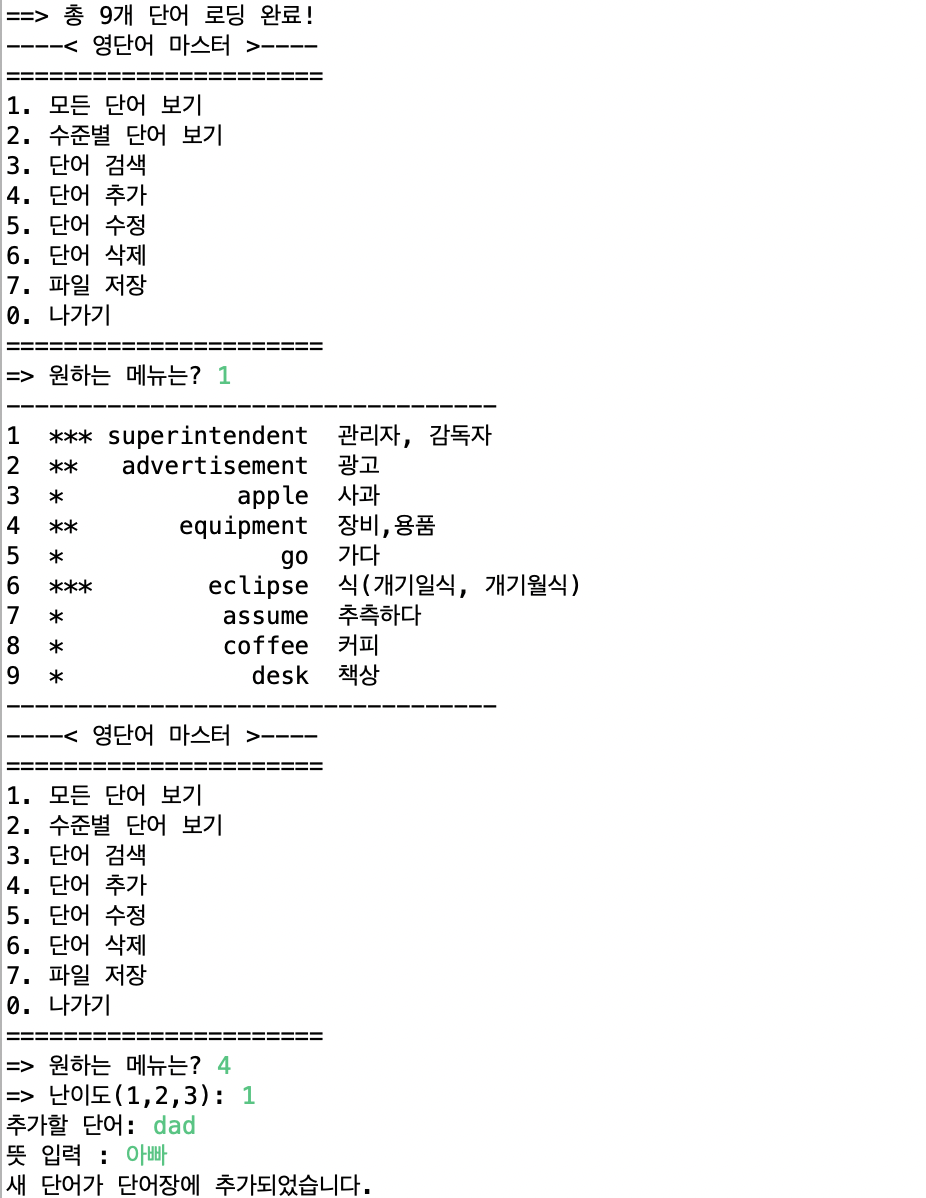 ==> 총 9개 단어 로딩 완료!
----< 영단어 마스터 >----
======================
1. 모든 단어 보기
2. 수준별 단어 보기
3. 단어 검색
4. 단어 추가
5. 단어 수정
6. 단어 삭제
7. 파일 저장
0. 나가기
======================
=> 원하는 메뉴는? 1
----------------------------------
1  *** superintendent  관리자, 감독자
2  **   advertisement  광고
3  *            apple  사과
4  **       equipment  장비,용품
5  *               go  가다
6  ***        eclipse  식(개기일식, 개기월식)
7  *           assume  추측하다
8  *           coffee  커피
9  *             desk  책상
----------------------------------
----< 영단어 마스터 >----
======================
1. 모든 단어 보기
2. 수준별 단어 보기
3. 단어 검색
4. 단어 추가
5. 단어 수정
6. 단어 삭제
7. 파일 저장
0. 나가기
======================
=> 원하는 메뉴는? 4
=> 난이도(1,2,3): 1
추가할 단어: dad
뜻 입력 : 아빠
새 단어가 단어장에 추가되었습니다.